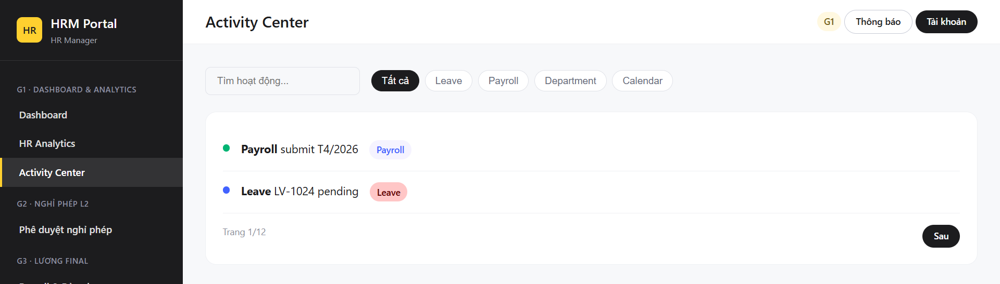 HR
HRM Portal
HR Manager
G1 · DASHBOARD & ANALYTICS
Dashboard
HR Analytics
Activity Center
G2 · NGHỈ PHÉP L2
Phê duyệt nghỉ phép
G3 · LƯƠNG FINAL
Activity Center
G1 Thông báo Tài khoản
Tìm hoạt động... Tất cả Leave Payroll Department Calendar
Payroll submit T4/2026 Payroll
Leave LV-1024 pending Leave
Trang 1/12 Sau